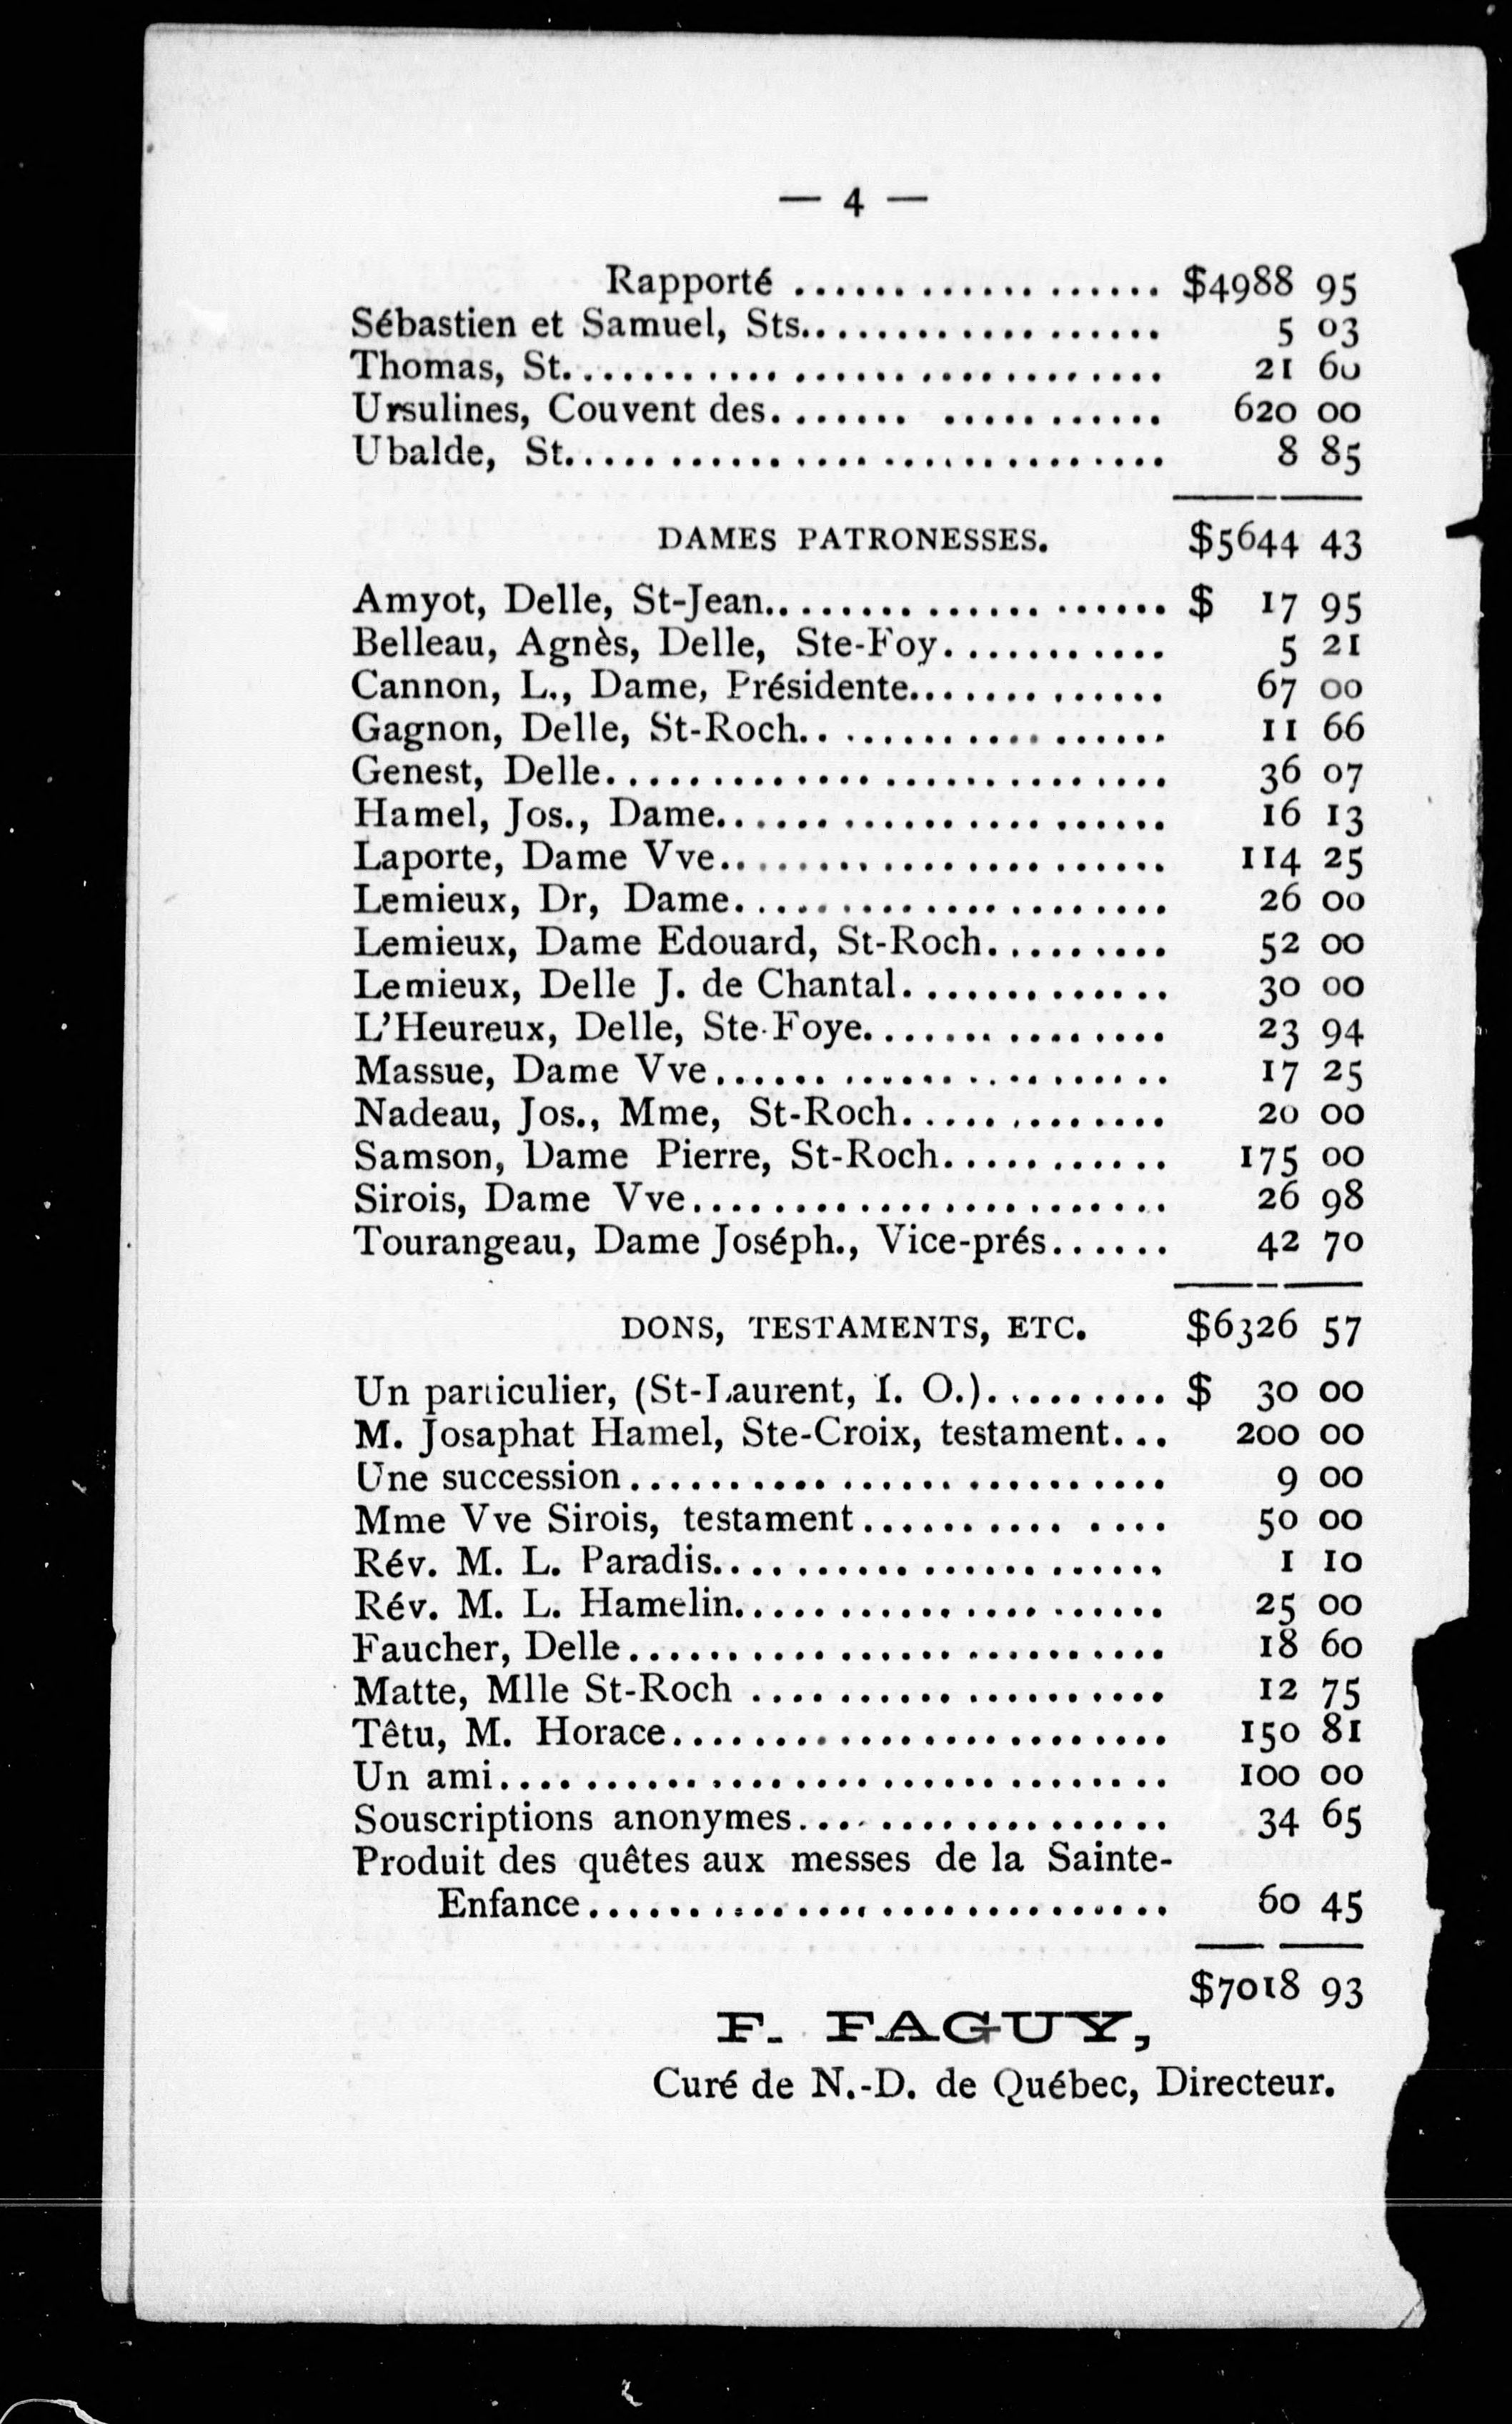 — 4 —
Rapporté ................... $4988 95
Sébastien et Samuel, Sts.................. 5 03
Thomas, St............................... 21 60
Ursulines, Couvent des....... ........... 620 00
Ubalde, St............................... 8 85
DAMES PATRONESSES. $5644 43
Amyot, Delle, St-Jean.................... $ 17 95
Belleau, Agnès, Delle, Ste-Foy........... 5 21
Cannon, L., Dame, Présidente............. 67 00
Gagnon, Delle, St-Roch................... 11 66
Genest, Delle............................ 36 07
Hamel, Jos., Dame........................ 16 13
Laporte, Dame Vve........................ 114 25
Lemieux, Dr, Dame........................ 26 00
Lemieux, Dame Edouard, St-Roch......... 52 00
Lemieux, Delle J. de Chantal............. 30 00
L'Heureux, Delle, Ste-Foye............... 23 94
Massue, Dame Vve...... ................. 17 25
Nadeau, Jos., Mme, St-Roch............. 20 00
Samson, Dame Pierre, St-Roch........... 175 00
Sirois, Dame Vve........................ 26 98
Tourangeau, Dame Joséph., Vice-prés...... 42 70
DONS, TESTAMENTS, ETC. $6326 57
Un particulier, (St-Laurent, I. O.)......... $ 30 00
M. Josaphat Hamel, Ste-Croix, testament... 200 00
Une succession........................... 9 00
Mme Vve Sirois, testament.......... .... 50 00
Rév. M. L. Paradis....................... 1 10
Rév. M. L. Hamelin...................... 25 00
Faucher, Delle........................... 18 60
Matte, Mlle St-Roch .................... 12 75
Têtu, M. Horace......................... 150 81
Un ami................................. 100 00
Souscriptions anonymes.................. 34 65
Produit des quêtes aux messes de la Sainte-
Enfance............................. 60 45
$7018 93
F. FAGUY,
Curé de N.-D. de Québec, Directeur.